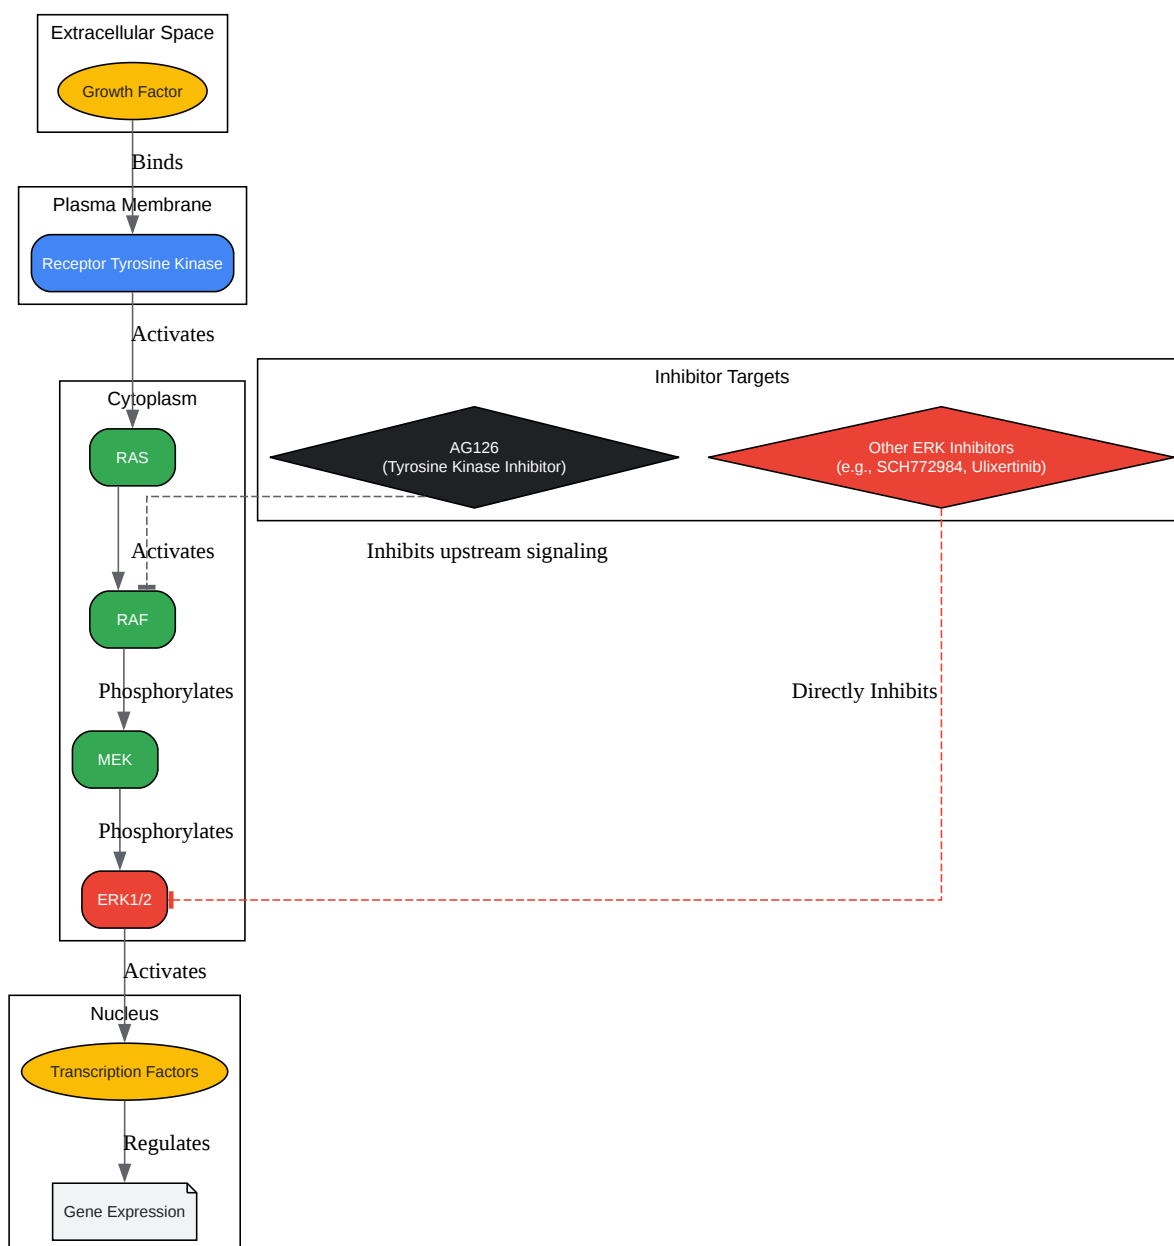 Extracellular Space
Growth Factor
Binds
Plasma Membrane
Receptor Tyrosine Kinase
Activates
Inhibitor Targets
Cytoplasm
RAS
AG126
(Tyrosine Kinase Inhibitor)
Other ERK Inhibitors
(e.g., SCH772984, Ulixertinib)
Activates
Inhibits upstream signaling
RAF
Phosphorylates
Directly Inhibits
MEK
Phosphorylates
ERK1/2
Activates
Nucleus
Transcription Factors
Regulates
Gene Expression